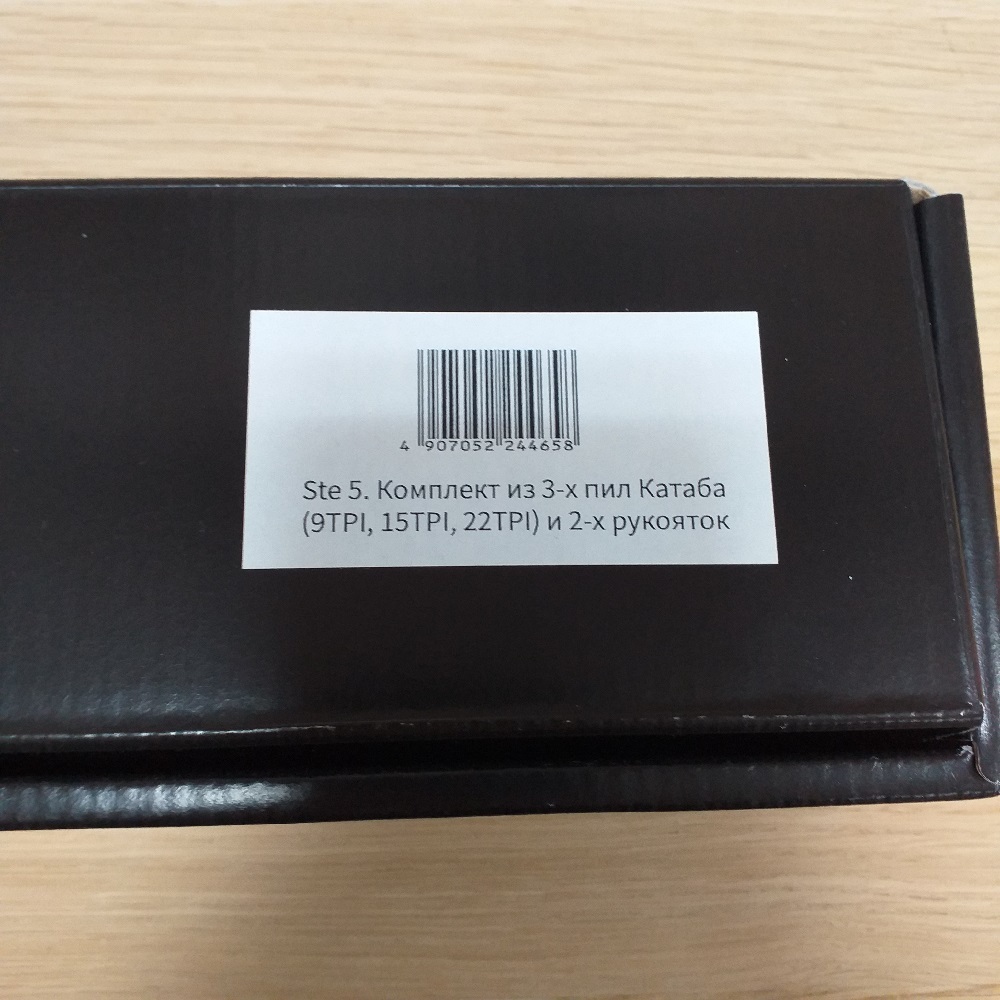 4 907052 244658
Ste 5. Комплект из 3-х пил Катаба
(9TPI, 15TPI, 22TPI) и 2-х рукояток